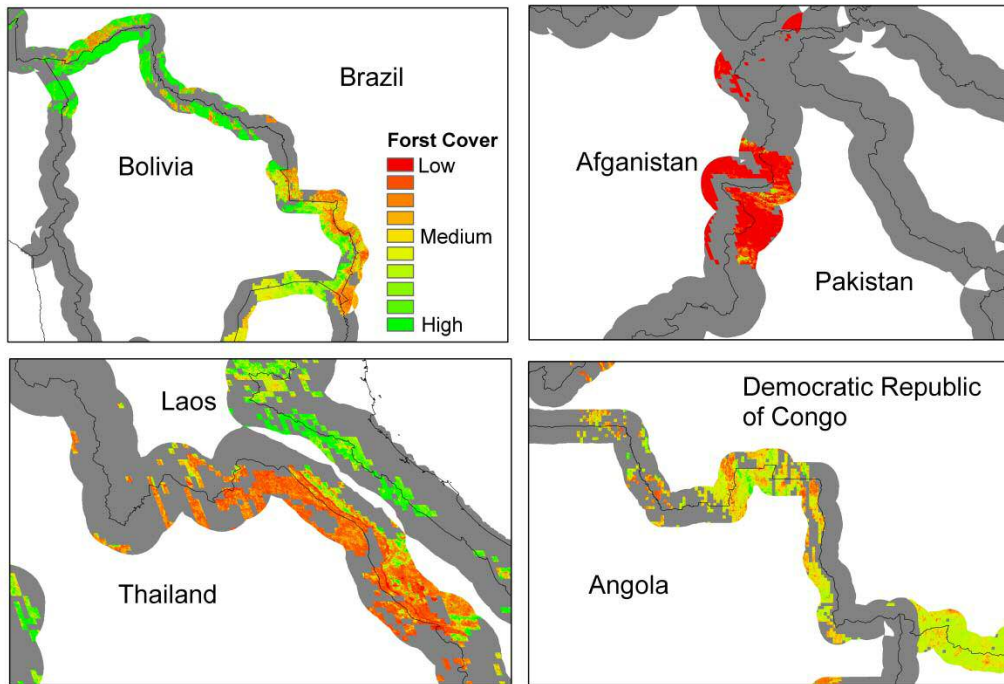 Brazil
Bolivia
Forst Cover
Low
Medium
High
Afganistan
Pakistan
Laos
Thailand
Democratic Republic
of Congo
Angola